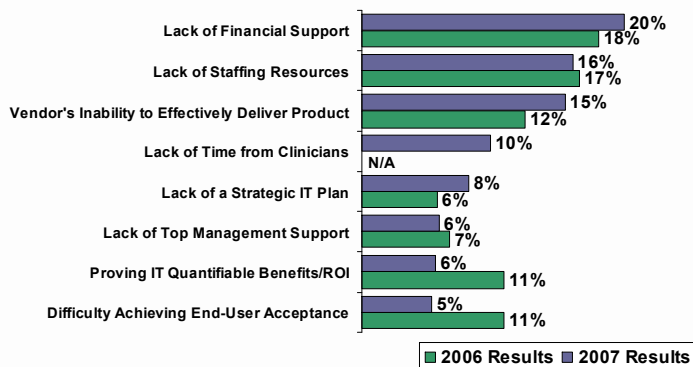 Lack of Financial Support
20%
18%
Lack of Staffing Resources
16%
17%
Vendor's Inability to Effectively Deliver Product
15%
12%
Lack of Time from Clinicians
10%
N/A
Lack of a Strategic IT Plan
8%
6%
Lack of Top Management Support
6%
7%
Proving IT Quantifiable Benefits/ROI
6%
11%
Difficulty Achieving End-User Acceptance
5%
11%
2006 Results 2007 Results